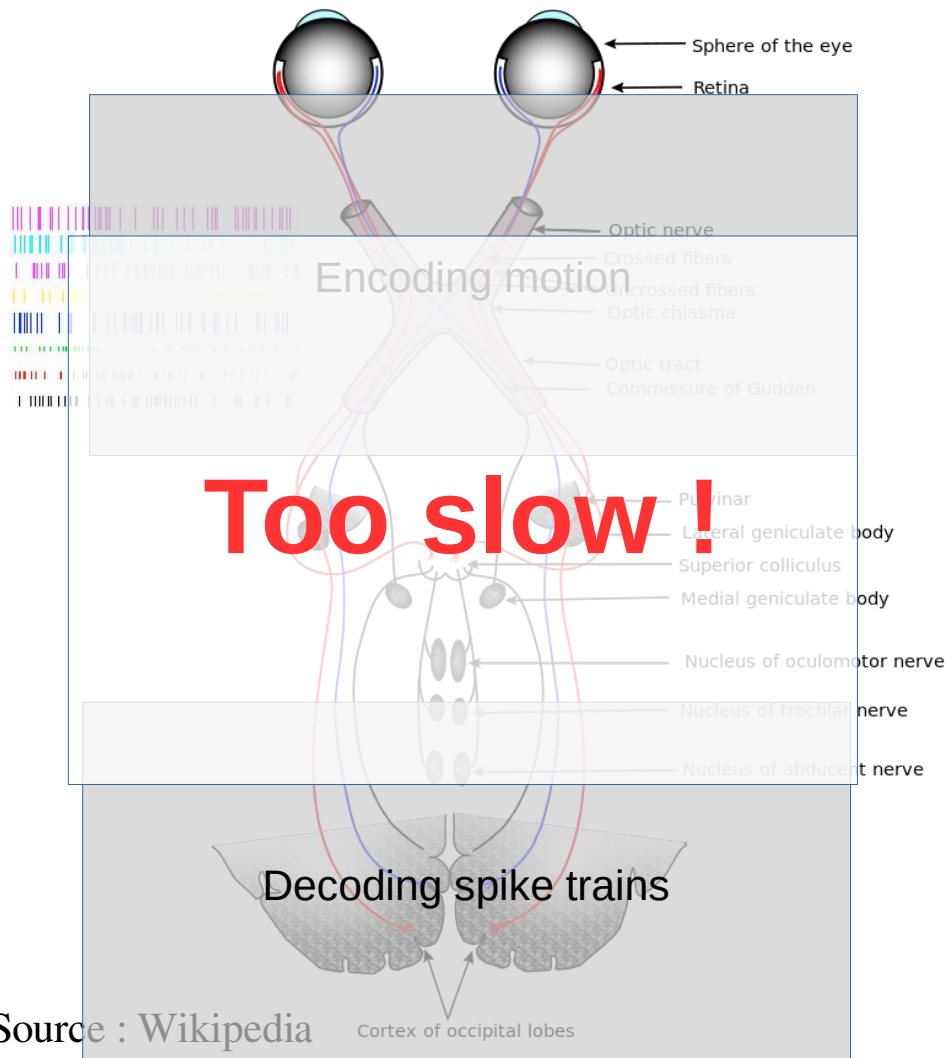 Sphere of the eye
Retina
Optic nerve
Crossed fibers
Encoding motion
Uncrossed fibers
Optic chiasma
Optic tract
Commissure of Gudden
Too slow !
Pulvinar
Lateral geniculate body
Superior colliculus
Medial geniculate body
Nucleus of oculomotor nerve
Nucleus of trochlar nerve
Nucleus of abducent nerve
Decoding spike trains
Source : Wikipedia
Cortex of occipital lobes